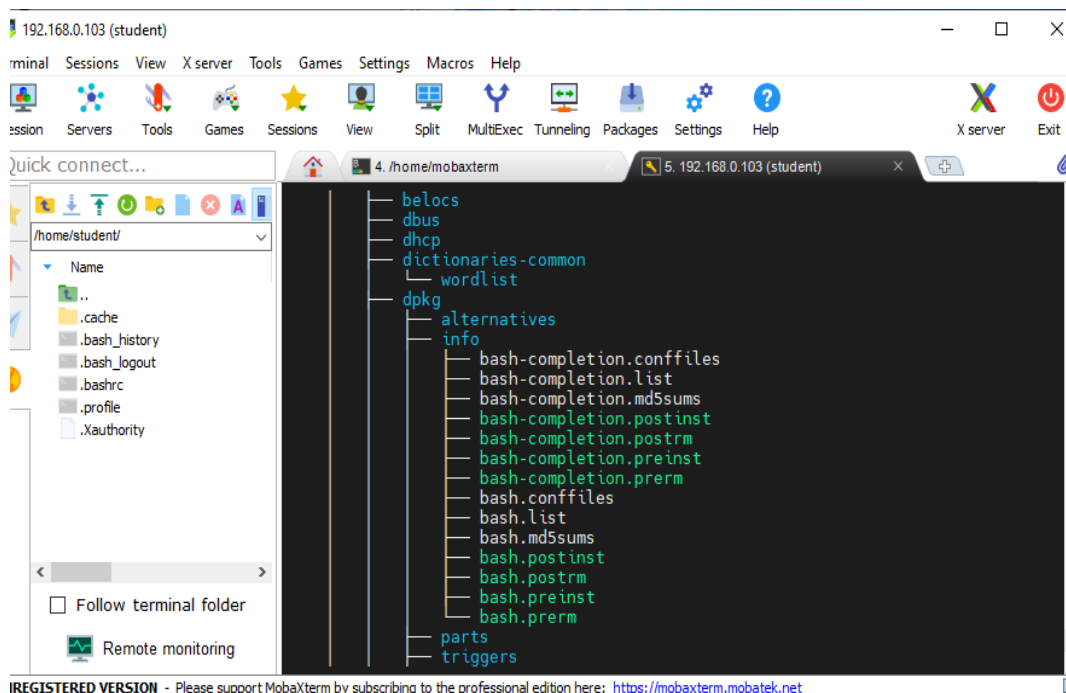 192.168.0.103 (student)
rminal Sessions View X server Tools Games Settings Macros Help
ession Servers Tools Games Sessions View Split MultiExec Tunneling Packages Settings Help X server Exit
Quick connect...
4. /home/mobaxterm
5. 192.168.0.103 (student)
/home/student/
Name
..
.cache
.bash_history
.bash_logout
.bashrc
.profile
.Xauthority
Follow terminal folder
Remote monitoring
belocs
dbus
dhcp
dictionaries-common
wordlist
dpkg
alternatives
info
bash-completion.conffiles
bash-completion.list
bash-completion.md5sums
bash-completion.postinst
bash-completion.postrm
bash-completion.preinst
bash-completion.prerm
bash.conffiles
bash.list
bash.md5sums
bash.postinst
bash.postrm
bash.preinst
bash.prerm
parts
triggers
REGISTERED VERSION - Please support MobaXterm by subscribing to the professional edition here: https://mobaxterm.mobatek.net